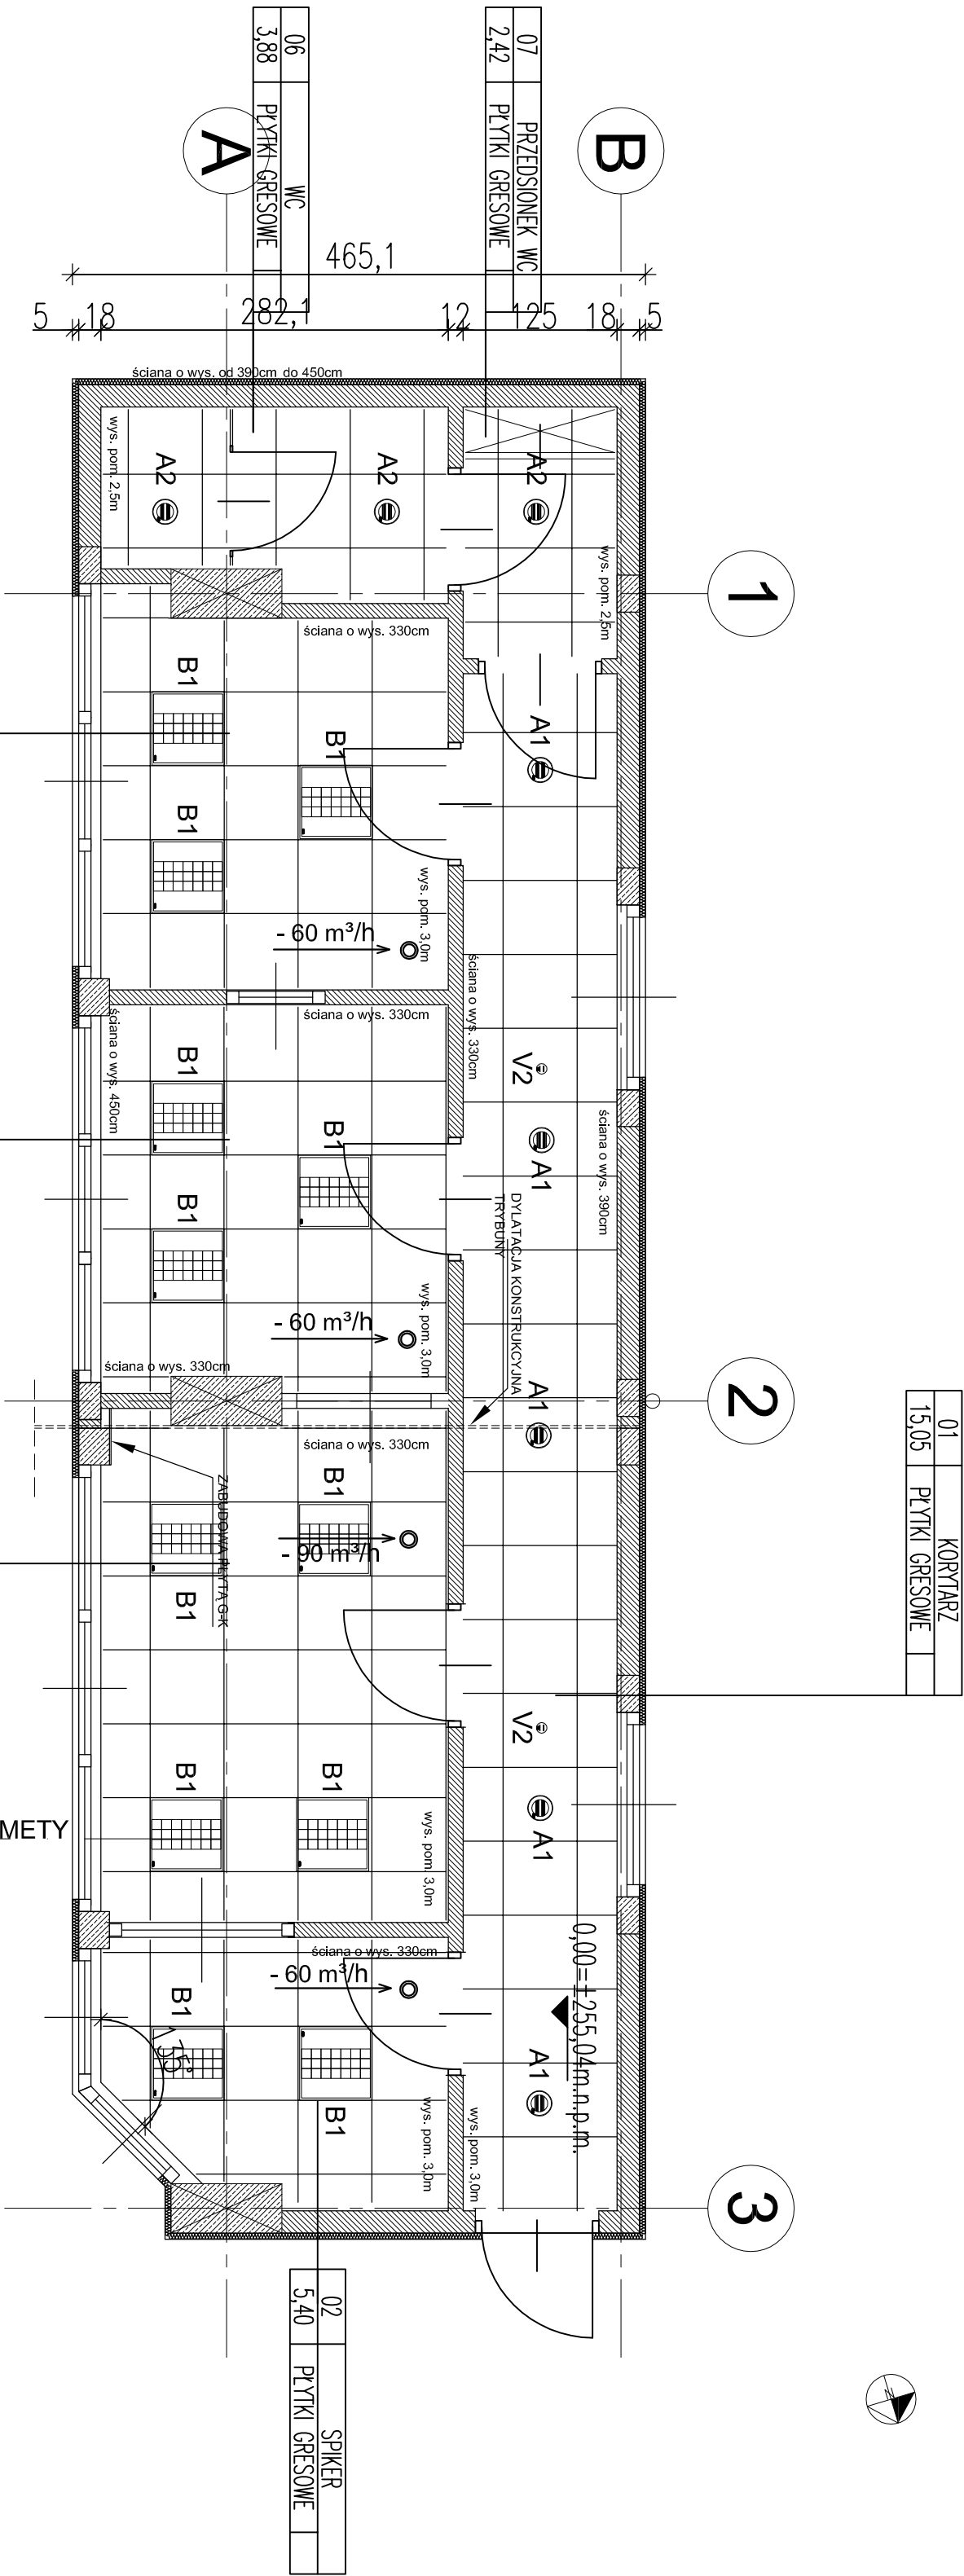 06
WC
3,88
PŁYTKI GRESOWE
07
PRZEDSIONEK WC
2,42
PŁYTKI GRESOWE
A
B
465,1
5
18
282,1
12
125
18
5
ściana o wys. od 390cm do 450cm
wys. pom. 2,5m
A2
A2
A2
wys. pom. 2,5m
1
ściana o wys. 330cm
B1
B1
B1
A1
wys. pom. 3,0m
- 60 m³/h
ściana o wys. 330cm
ściana o wys. 330cm
ściana o wys. 450cm
B1
B1
B1
V2
A1
ściana o wys. 390cm
DYLATACJA KONSTRUKCYJNA
TRYBUNY
wys. pom. 3,0m
- 60 m³/h
ściana o wys. 330cm
A1
2
01
KORYTARZ
15,05
PŁYTKI GRESOWE
ściana o wys. 330cm
ZABUDOWA PŁYTĄ G-K
B1
- 90 m³/h
B1
V2
B1
B1
A1
METY
wys. pom. 3,0m
0,00=+255,04m.n.p.m.
ściana o wys. 330cm
- 60 m³/h
B1
135°
A1
B1
wys. pom. 3,0m
wys. pom. 3,0m
3
02
SPIKER
5,40
PŁYTKI GRESOWE
N